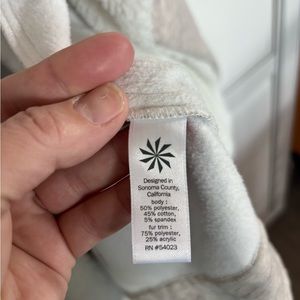 Designed in
Sonoma County,
California
body :
50% polyester,
45% cotton,
5% spandex
fur trim :
75% polyester,
25% acrylic
RN #54023